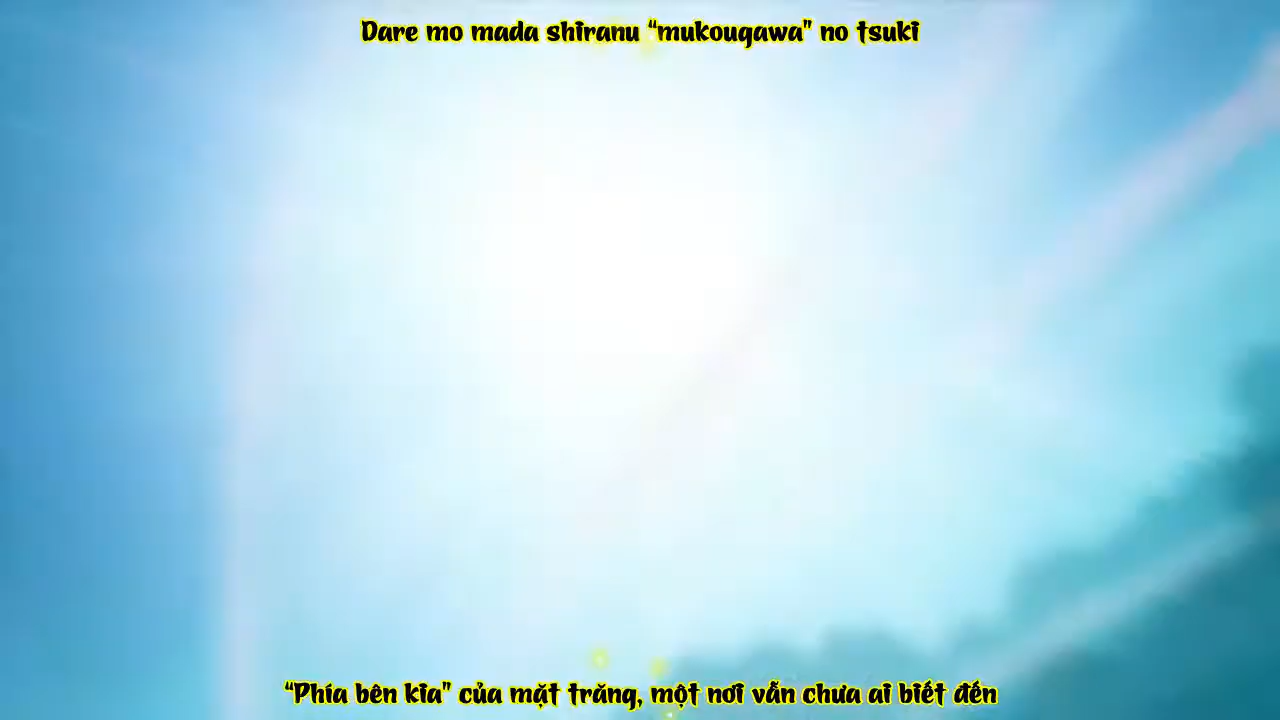 Dare mo mada shiranu “mukougawa” no tsuki
“Phía bên kia” của mặt trăng, một nơi vẫn chưa ai biết đến